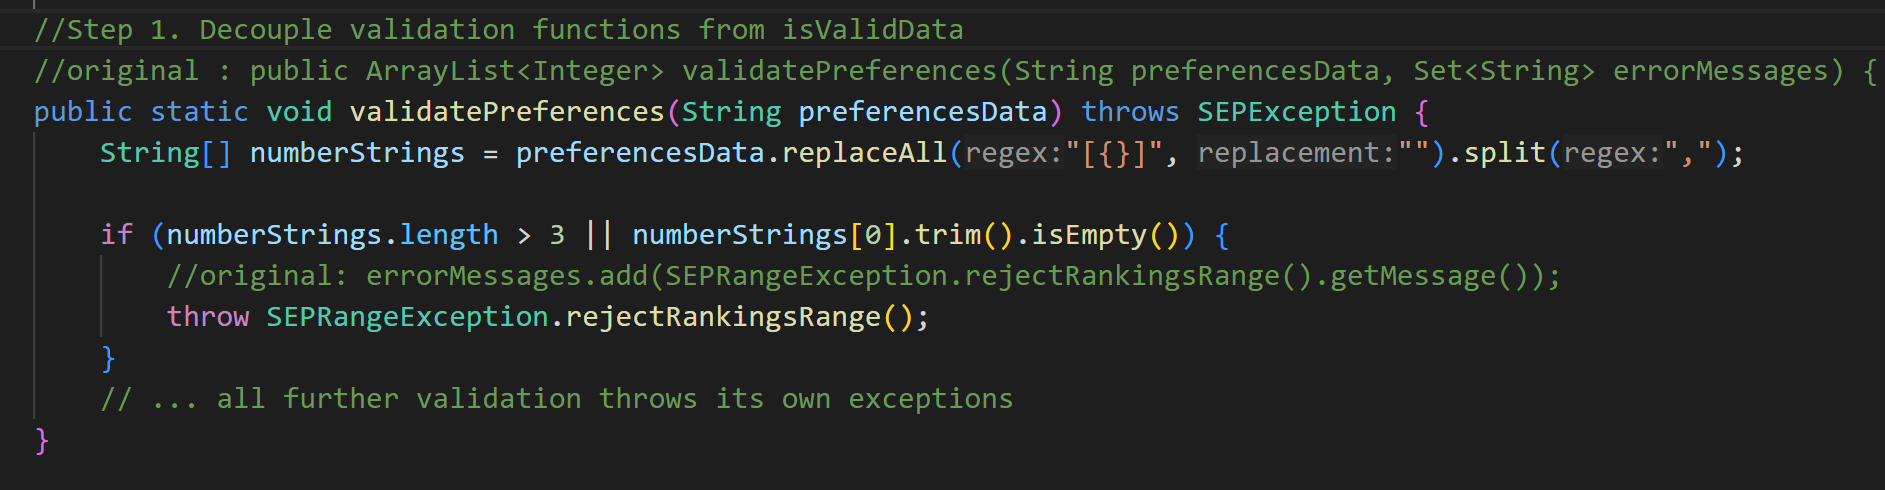 //Step 1. Decouple validation functions from isValidData
//original : public ArrayList<Integer> validatePreferences(String preferencesData, Set<String> errorMessages) {
public static void validatePreferences(String preferencesData) throws SEPException {
String[] numberStrings = preferencesData.replaceAll(regex:"[{}]", replacement:"").split(regex:",");
if (numberStrings.length > 3 || numberStrings[0].trim().isEmpty()) {
//original: errorMessages.add(SEPRangeException.rejectRankingsRange().getMessage());
throw SEPRangeException.rejectRankingsRange();
}
// ... all further validation throws its own exceptions
}